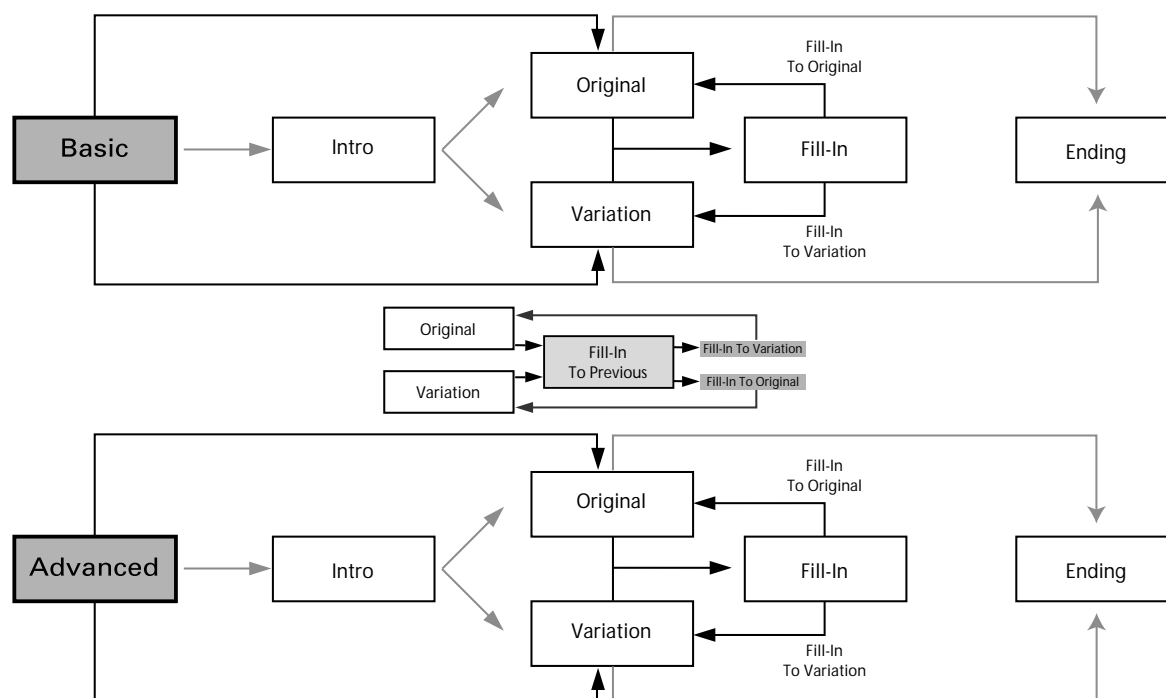 Fill-In
To Original
Original
Basic
Intro
Fill-In
Ending
Variation
Fill-In
To Variation
Original
Fill-In
To Previous
Fill-In To Variation
Fill-In To Original
Variation
Fill-In
To Original
Original
Advanced
Intro
Fill-In
Ending
Variation
Fill-In
To Variation